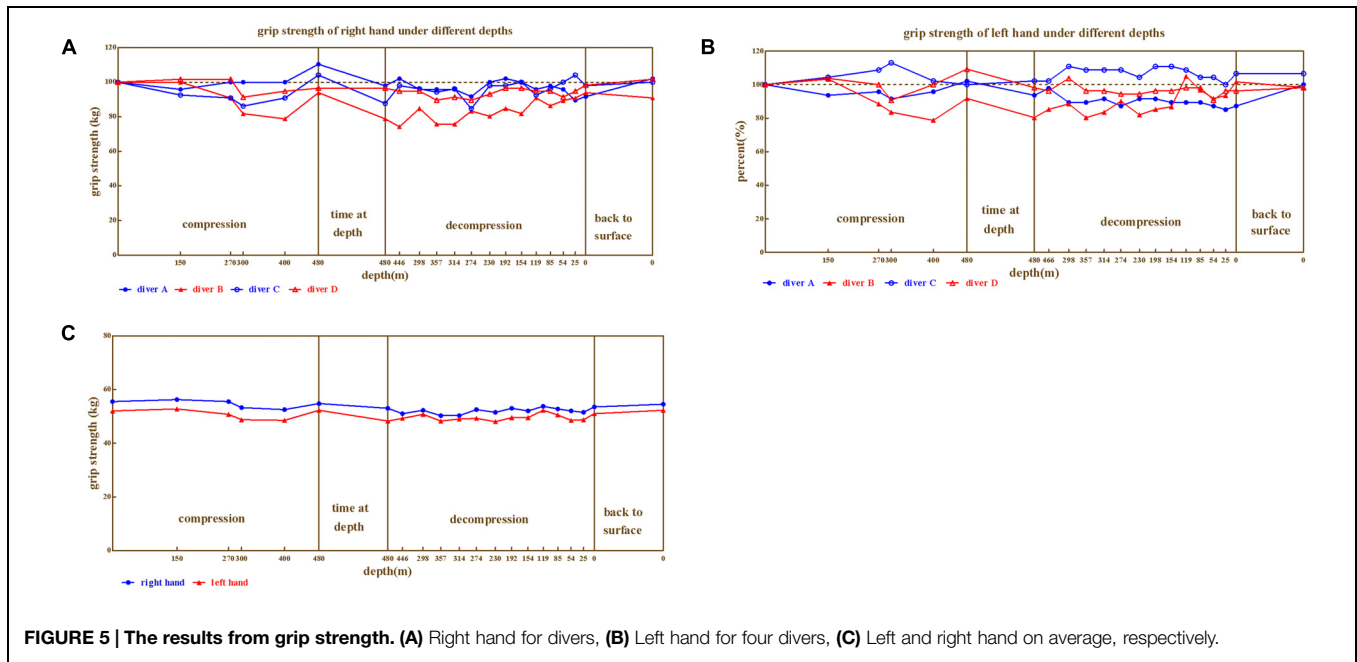 A
grip strength of right hand under different depths
grip strength (kg)
120
100
80
60
40
20
0
compression
time at
depth
decompression
back to
surface
150 270 300 400 480 480 446 298 357 314 274 230 192 154 119 85 54 25 0 0
depth(m)
diver A diver B diver C diver D
B
grip strength of left hand under different depths
percent(%)
120
100
80
60
40
20
0
compression
time at
depth
decompression
back to
surface
150 270 300 400 480 480 466 298 357 314 274 230 198 154 119 85 54 25 0 0
depth(m)
diver A diver B diver C diver D
C
grip strength (kg)
80
60
40
20
0
compression
time at
depth
decompression
back to
surface
150 270 300 400 480 480 446 298 357 314 274 230 192 154 119 85 54 25 0 0
depth(m)
right hand left hand
FIGURE 5 | The results from grip strength. (A) Right hand for divers, (B) Left hand for four divers, (C) Left and right hand on average, respectively.